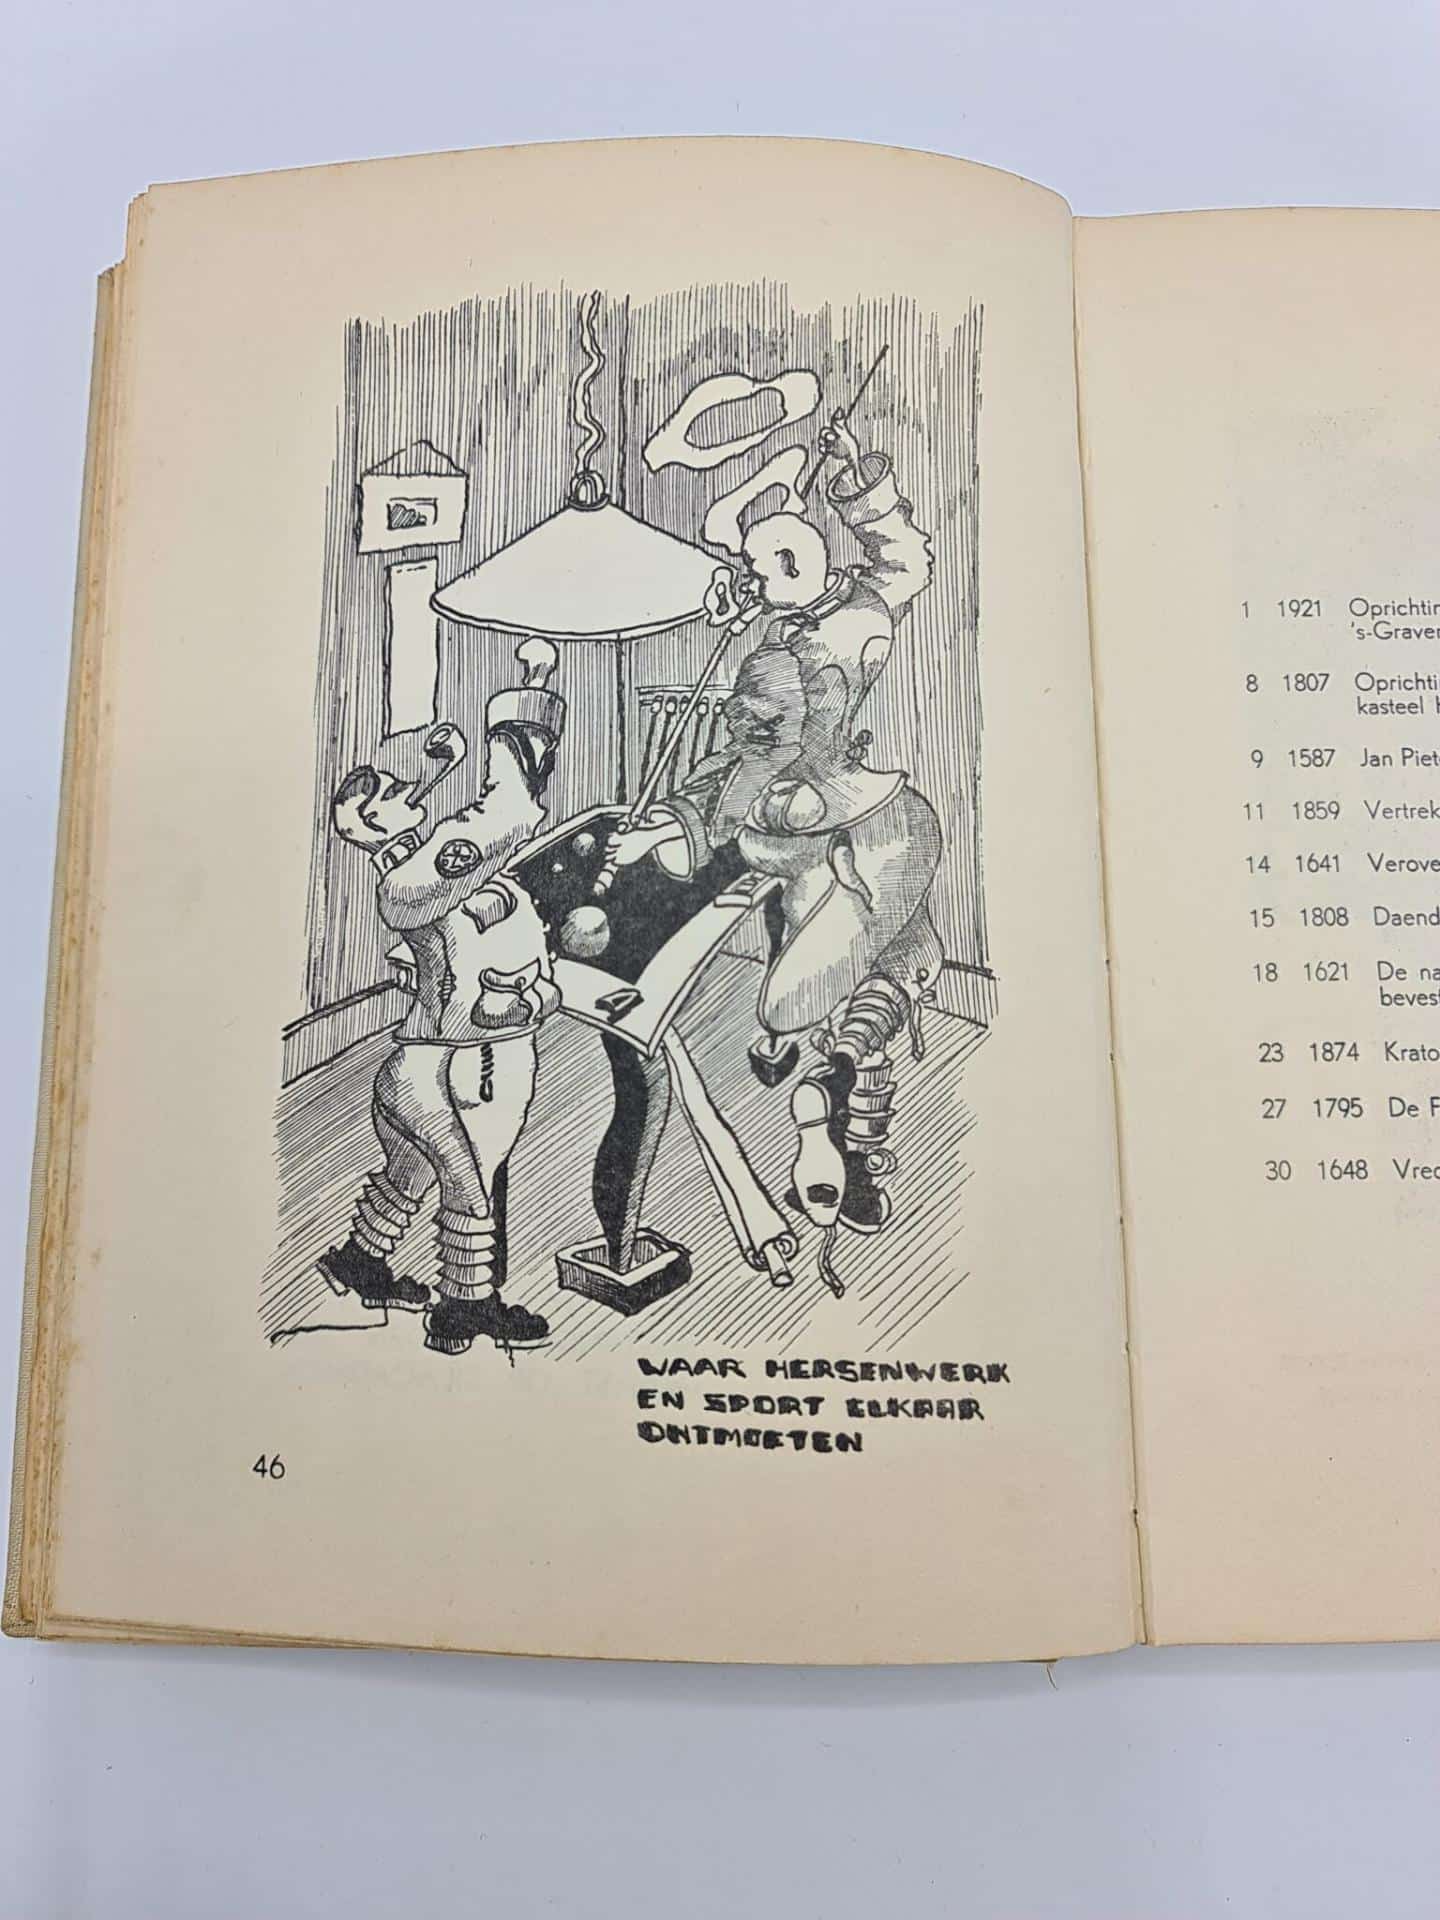 WAAR HERSENWERK
EN SPORT ELKAAR
ONTMOETEN
46
1 1921 Oprichtin
's-Graven
8 1807 Oprichti
kasteel
9 1587 Jan Piet
11 1859 Vertrek
14 1641 Verove
15 1808 Daend
18 1621 De na
bevest
23 1874 Krato
27 1795 De F
30 1648 Vred